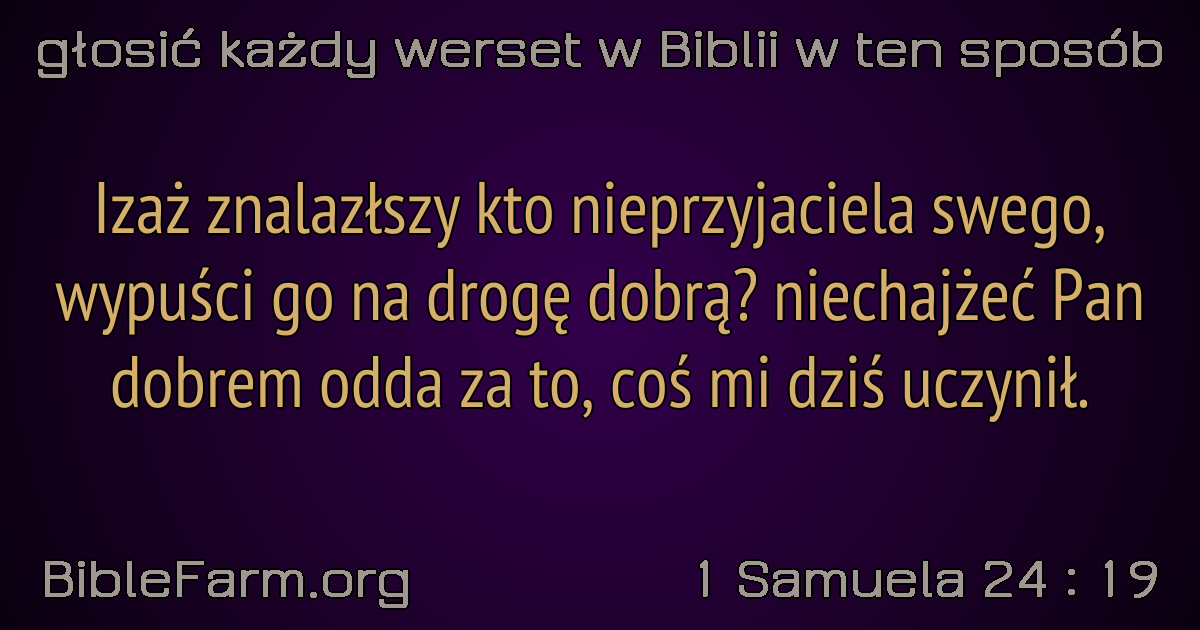 głosić każdy werset w Biblii w ten sposób
Izaż znalazłszy kto nieprzyjaciela swego,
wypuści go na drogę dobrą? niechajżeć Pan
dobrem odda za to, coś mi dziś uczynił.
BibleFarm.org
1 Samuela 24 : 19